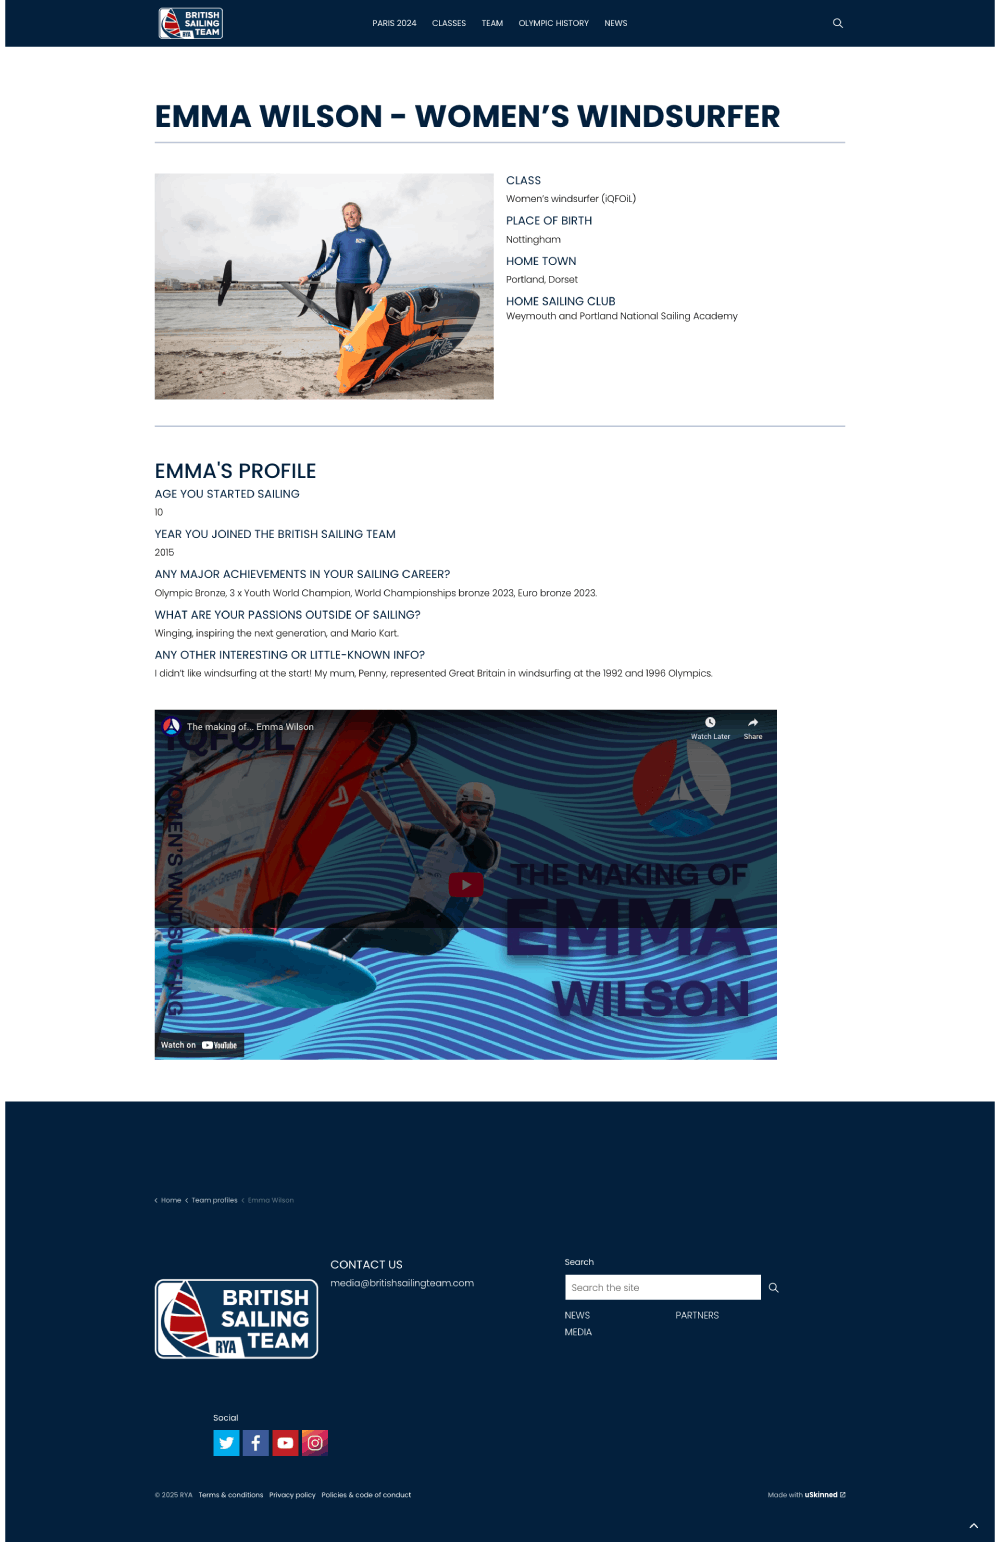 BRITISH
SAILING
RYA TEAM
PARIS 2024 CLASSES TEAM OLYMPIC HISTORY NEWS
EMMA WILSON – WOMEN’S WINDSURFER
CLASS
Women’s windsurfer (iQFOiL)
PLACE OF BIRTH
Nottingham
HOME TOWN
Portland, Dorset
HOME SAILING CLUB
Weymouth and Portland National Sailing Academy
EMMA'S PROFILE
AGE YOU STARTED SAILING
10
YEAR YOU JOINED THE BRITISH SAILING TEAM
2015
ANY MAJOR ACHIEVEMENTS IN YOUR SAILING CAREER?
Olympic Bronze, 3 x Youth World Champion, World Championships bronze 2023, Euro bronze 2023.
WHAT ARE YOUR PASSIONS OUTSIDE OF SAILING?
Winging, inspiring the next generation, and Mario Kart.
ANY OTHER INTERESTING OR LITTLE-KNOWN INFO?
I didn’t like windsurfing at the start! My mum, Penny, represented Great Britain in windsurfing at the 1992 and 1996 Olympics.
The making of... Emma Wilson
Watch Later Share
IQFOIL
WOMEN'S WINDSURFING
PacificGreen
THE MAKING OF
EMMA
WILSON
Watch on YouTube
Home Team profiles Emma Wilson
BRITISH
SAILING
RYA TEAM
CONTACT US
media@britishsailingteam.com
Search
Search the site
NEWS PARTNERS
MEDIA
Social
© 2025 RYA Terms & conditions Privacy policy Policies & code of conduct
Made with uSkinned